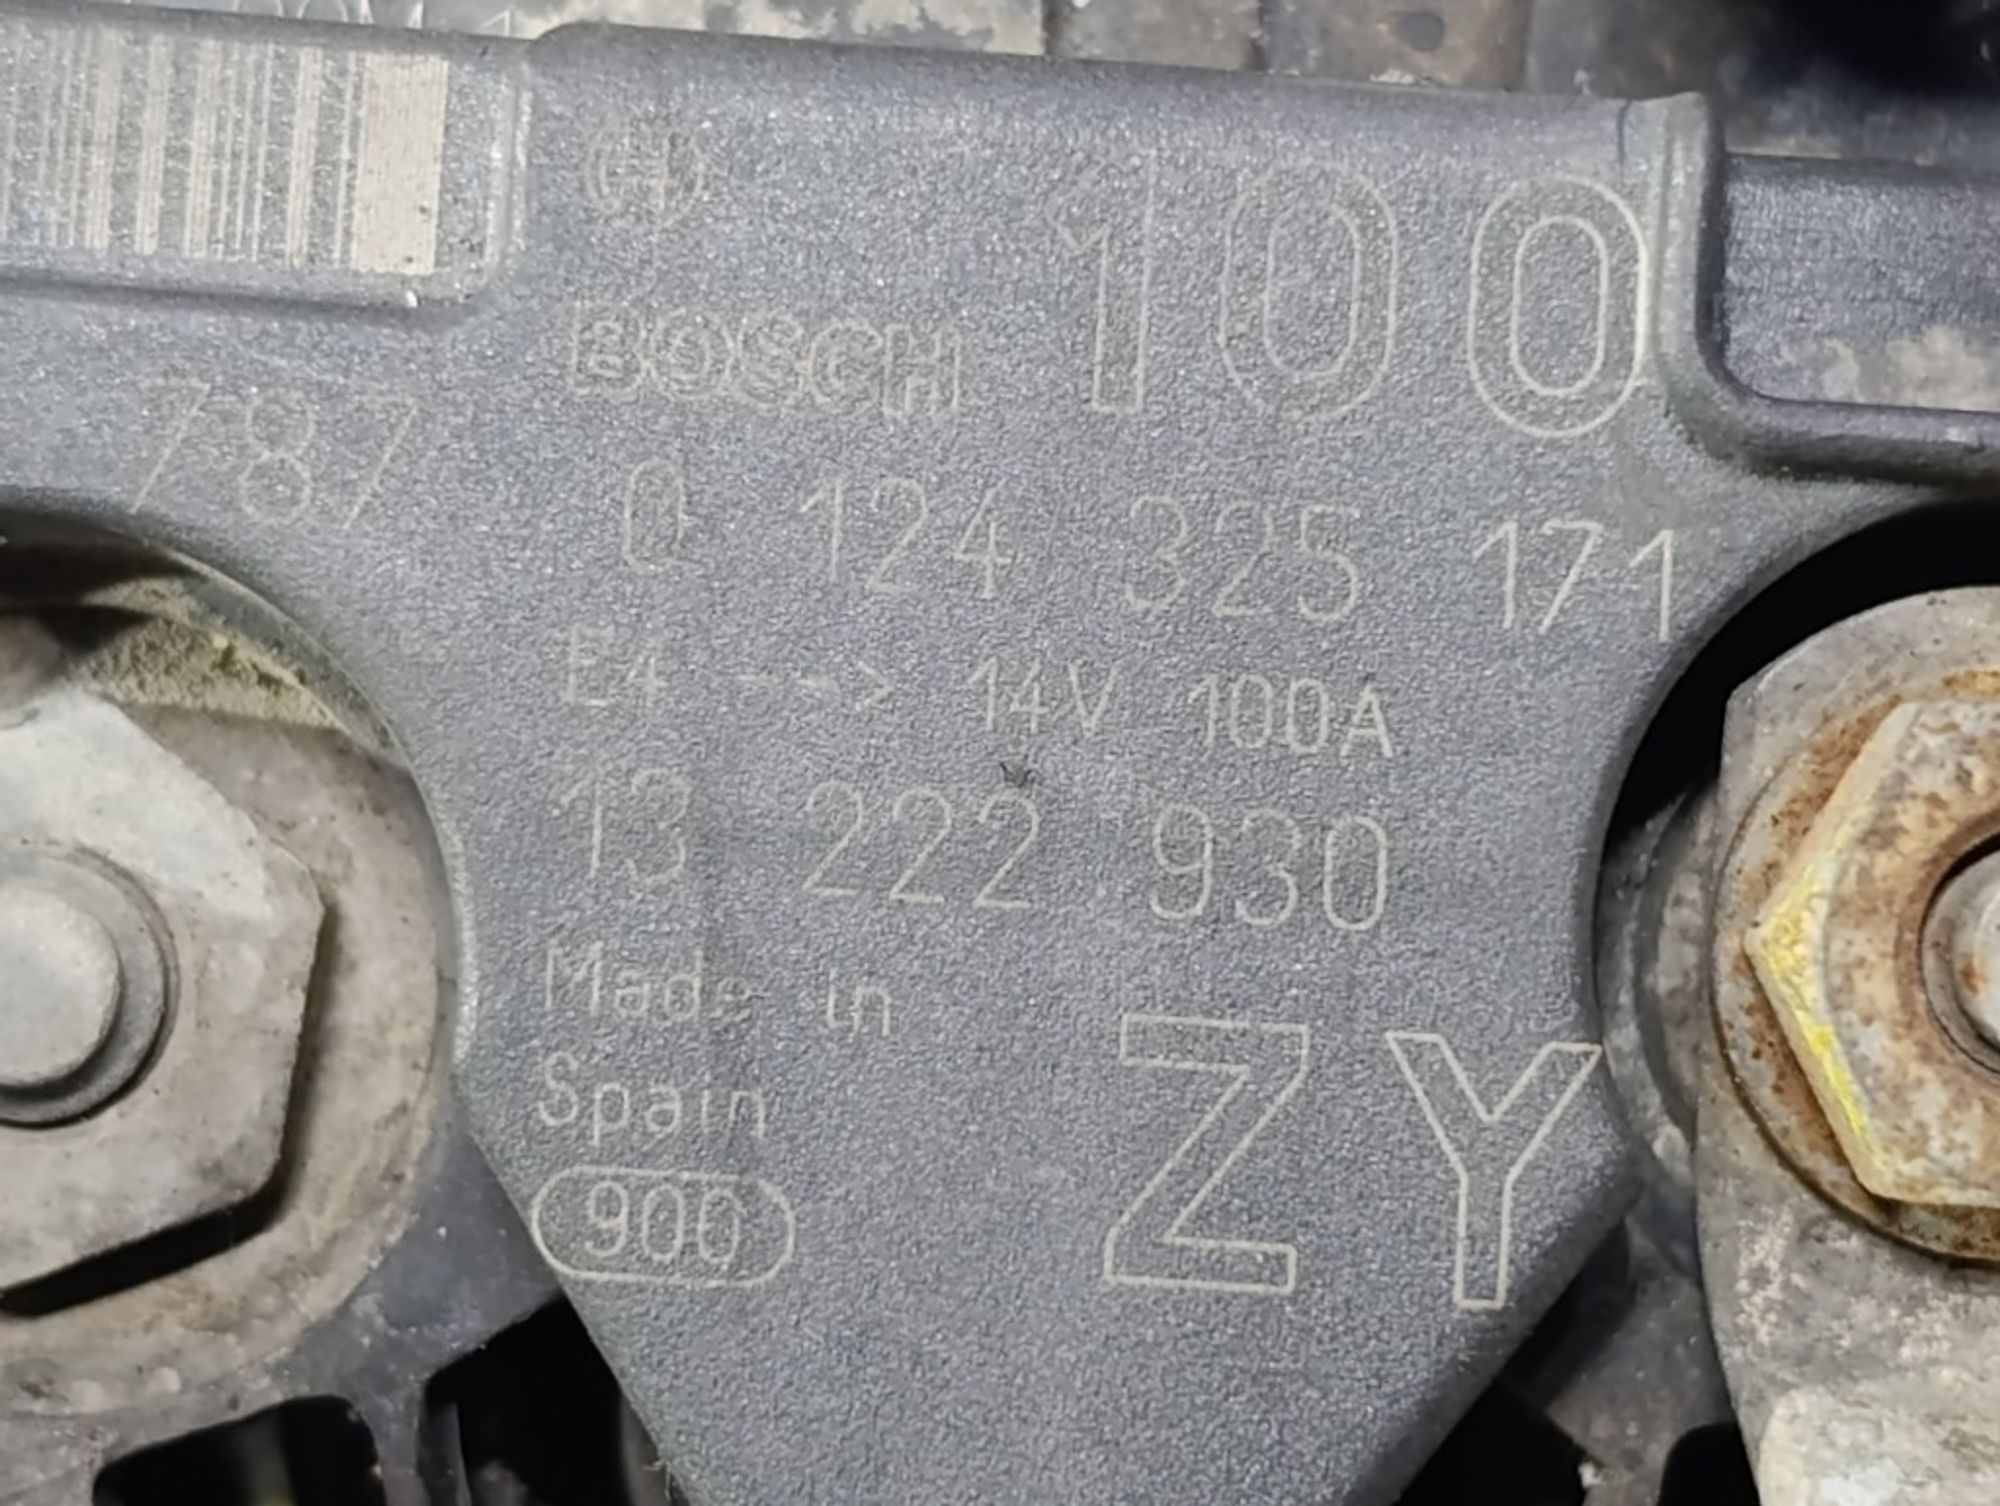 BOSCH 100
787 0 124 325 171
E4 --> 14V 100A
13 222 930
Made in
Spain
900
ZY